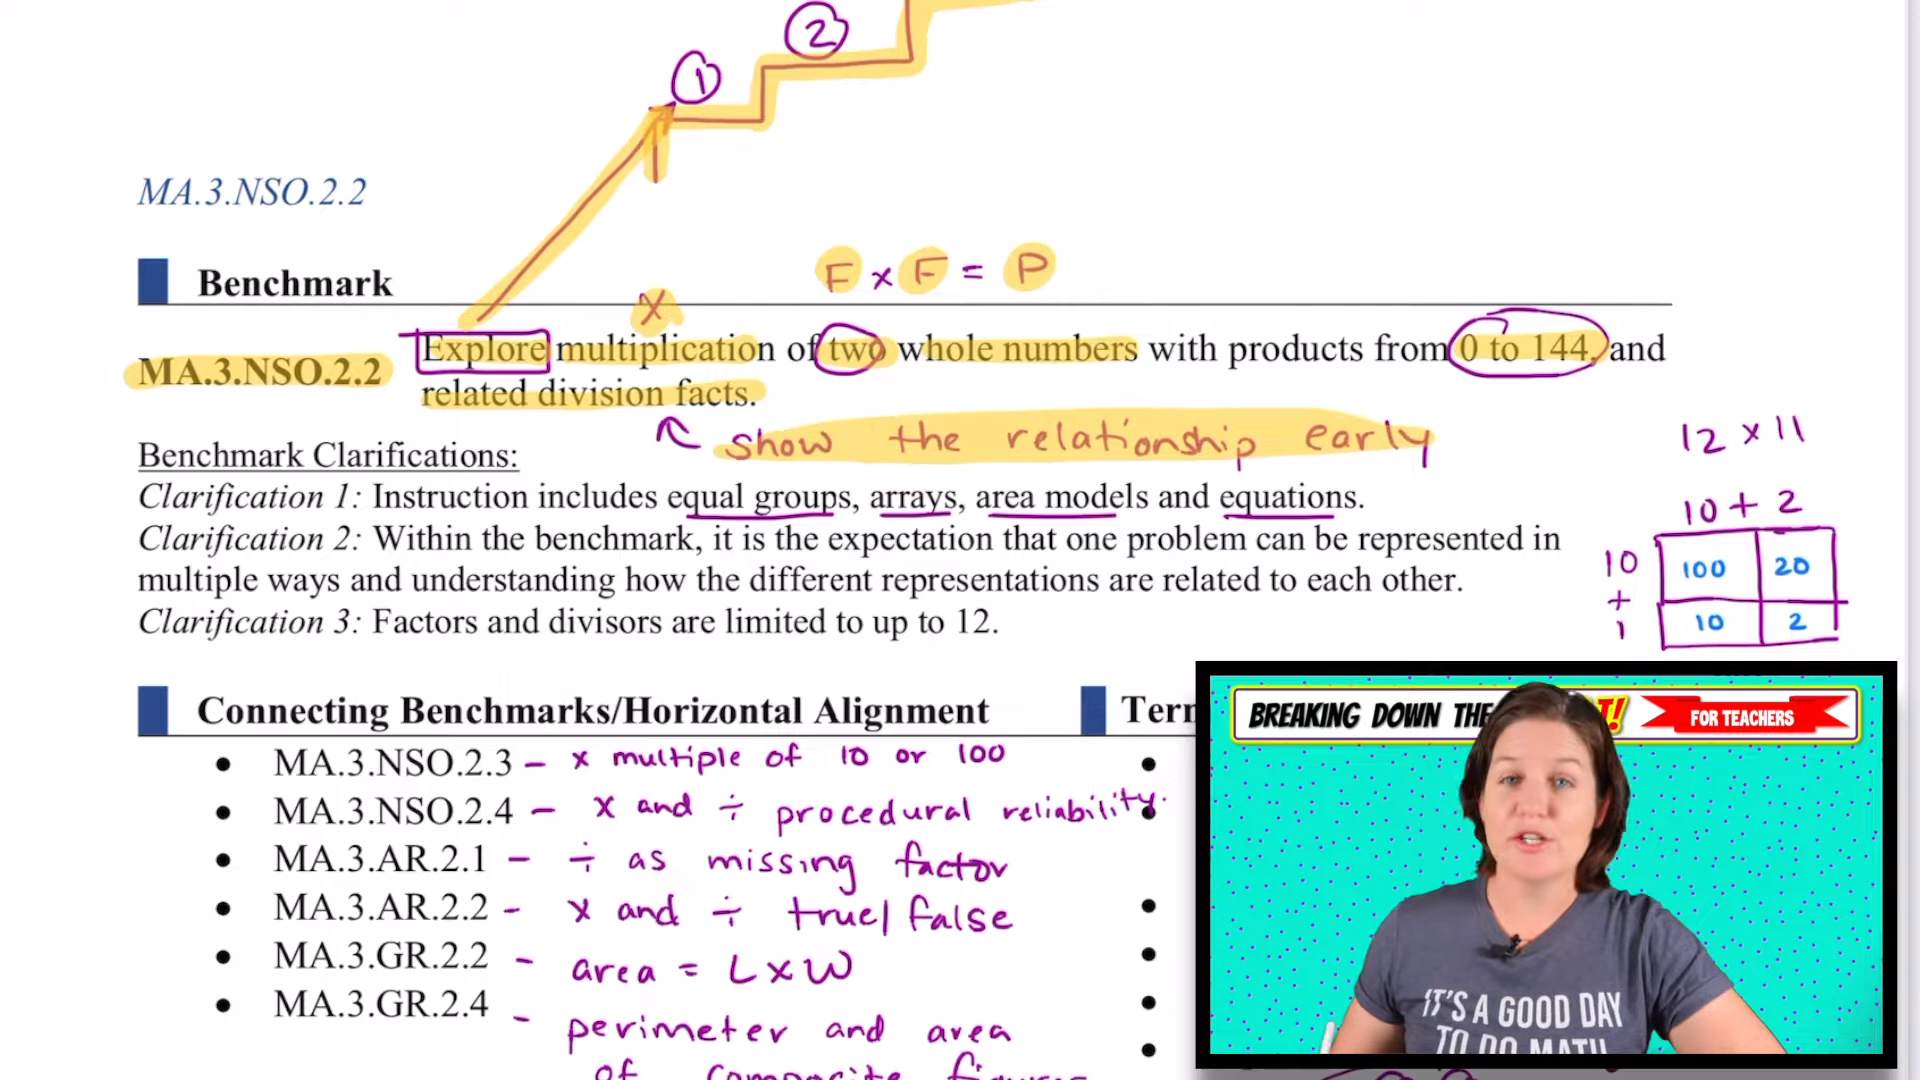 2
1
MA.3.NSO.2.2
F x F = P
Benchmark
x
MA.3.NSO.2.2 Explore multiplication of two whole numbers with products from 0 to 144, and
related division facts.
show the relationship early
12 x 11
Benchmark Clarifications:
Clarification 1: Instruction includes equal groups, arrays, area models and equations.
10 + 2
Clarification 2: Within the benchmark, it is the expectation that one problem can be represented in
multiple ways and understanding how the different representations are related to each other.
10 100 20
+
1 10 2
Clarification 3: Factors and divisors are limited to up to 12.
Connecting Benchmarks/Horizontal Alignment
MA.3.NSO.2.3 – x multiple of 10 or 100
MA.3.NSO.2.4 – x and ÷ procedural reliability.
MA.3.AR.2.1 – ÷ as missing factor
MA.3.AR.2.2 - x and ÷ true/false
MA.3.GR.2.2 - area = L x W
MA.3.GR.2.4 - perimeter and area
of composite figures
BREAKING DOWN THE
FOR TEACHERS
IT'S A GOOD DAY
TO DO MATH